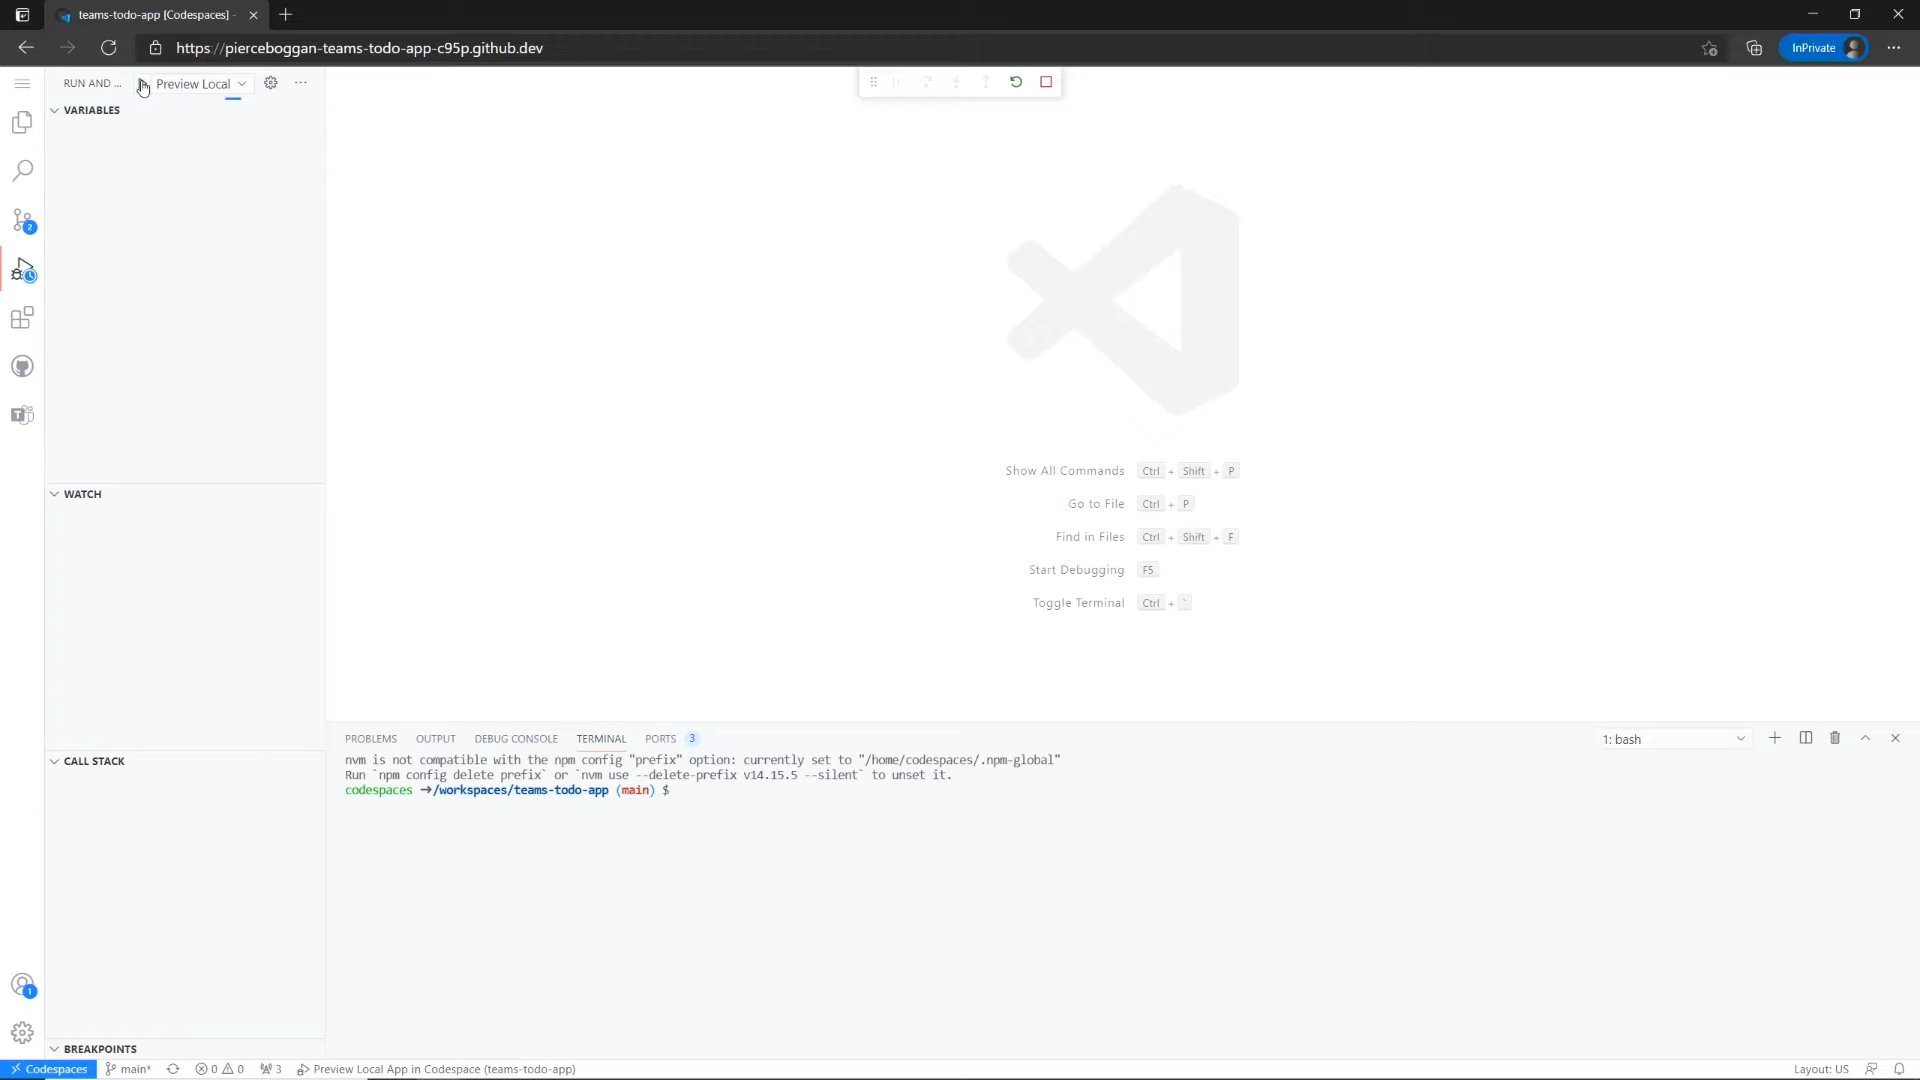 teams-todo-app [Codespaces] -
https://pierceboggan-teams-todo-app-c95p.github.dev
InPrivate
RUN AND ...
Preview Local
VARIABLES
2
T
Show All Commands Ctrl + Shift + P
Go to File Ctrl + P
Find in Files Ctrl + Shift + F
Start Debugging F5
Toggle Terminal Ctrl + `
WATCH
PROBLEMS OUTPUT DEBUG CONSOLE TERMINAL PORTS 3
1: bash
CALL STACK
nvm is not compatible with the npm config "prefix" option: currently set to "/home/codespaces/.npm-global"
Run `npm config delete prefix` or `nvm use --delete-prefix v14.15.5 --silent` to unset it.
codespaces →/workspaces/teams-todo-app (main) $
1
BREAKPOINTS
Codespaces main* 0 0 3 Preview Local App in Codespace (teams-todo-app) Layout: US